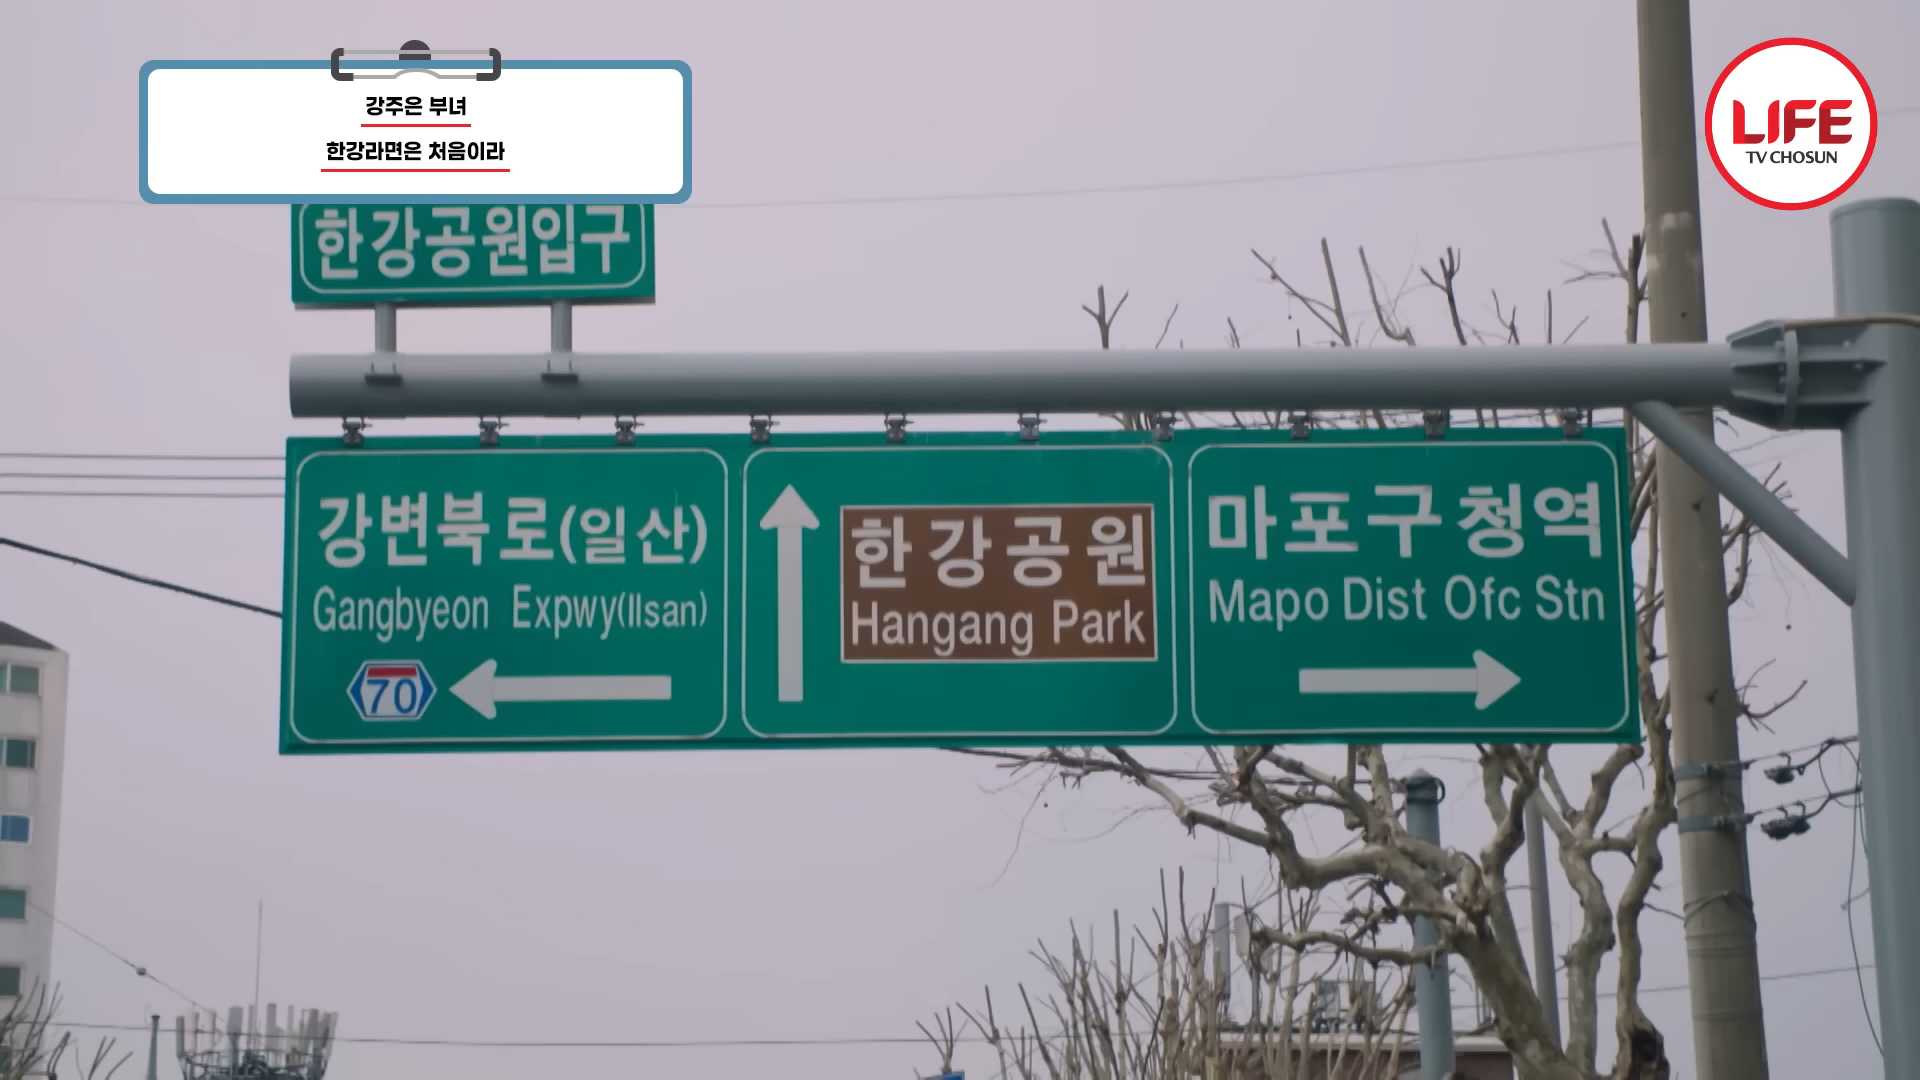 강주은 부녀
한강라면은 처음이라
LIFE
TV CHOSUN
한강공원입구
강변북로(일산)
Gangbyeon Expwy(Ilsan)
70
한강공원
Hangang Park
마포구청역
Mapo Dist Ofc Stn